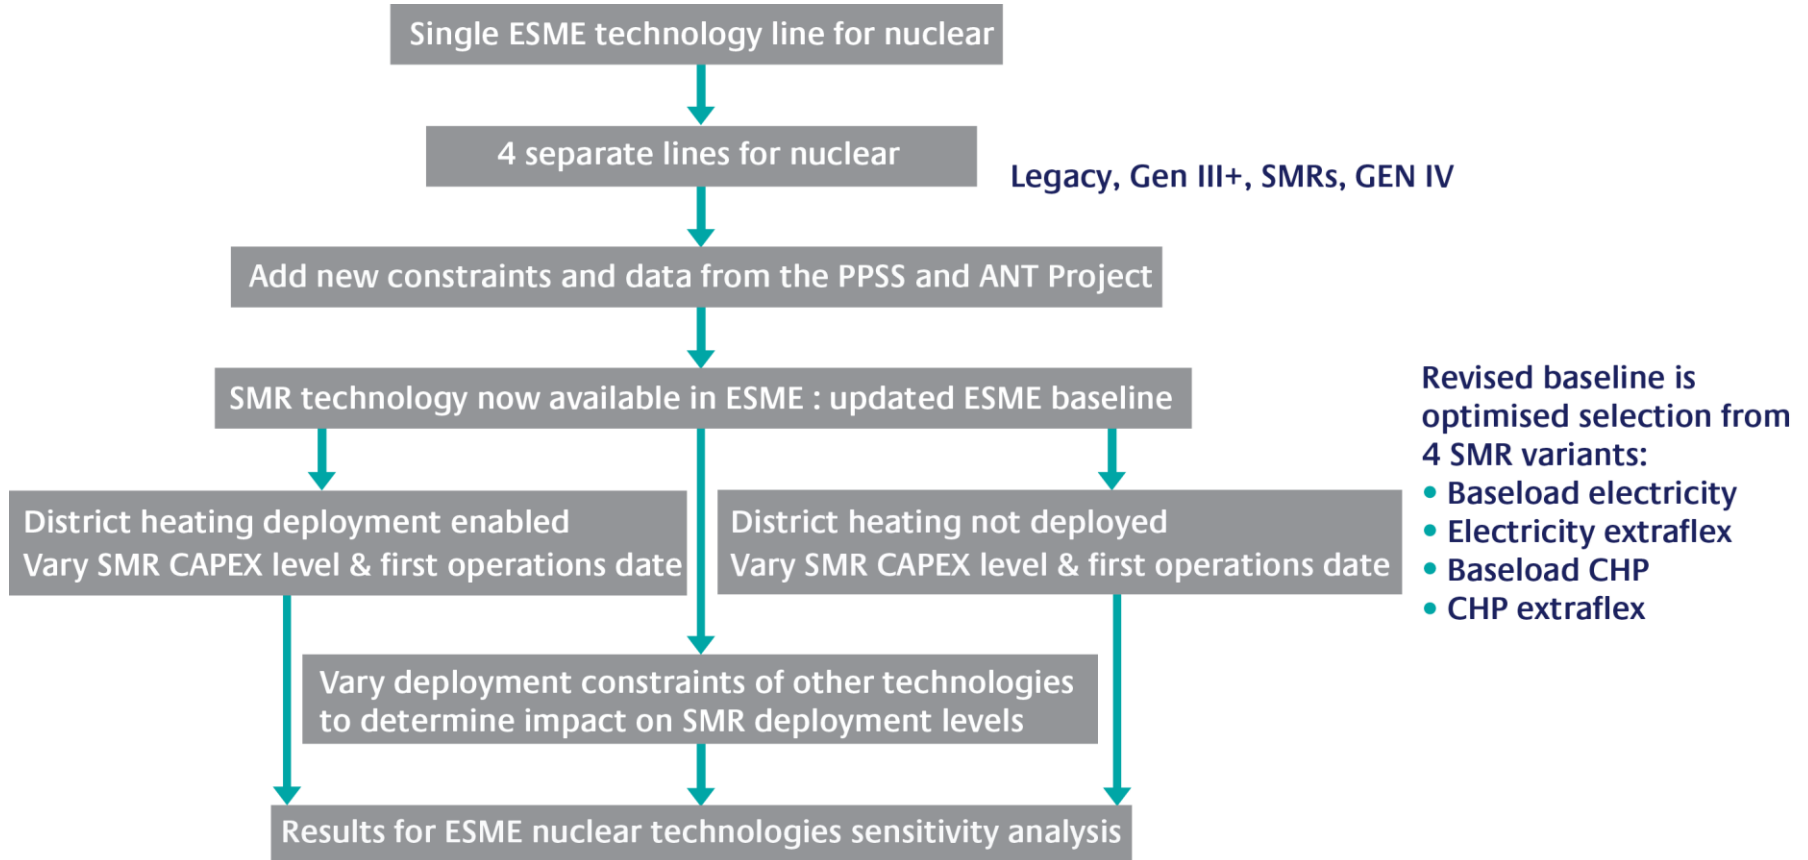 Single ESME technology line for nuclear
4 separate lines for nuclear
Legacy, Gen III+, SMRs, GEN IV
Add new constraints and data from the PPSS and ANT Project
SMR technology now available in ESME : updated ESME baseline
Revised baseline is
optimised selection from
4 SMR variants:
• Baseload electricity
• Electricity extraflex
• Baseload CHP
• CHP extraflex
District heating deployment enabled
Vary SMR CAPEX level & first operations date
District heating not deployed
Vary SMR CAPEX level & first operations date
Vary deployment constraints of other technologies
to determine impact on SMR deployment levels
Results for ESME nuclear technologies sensitivity analysis